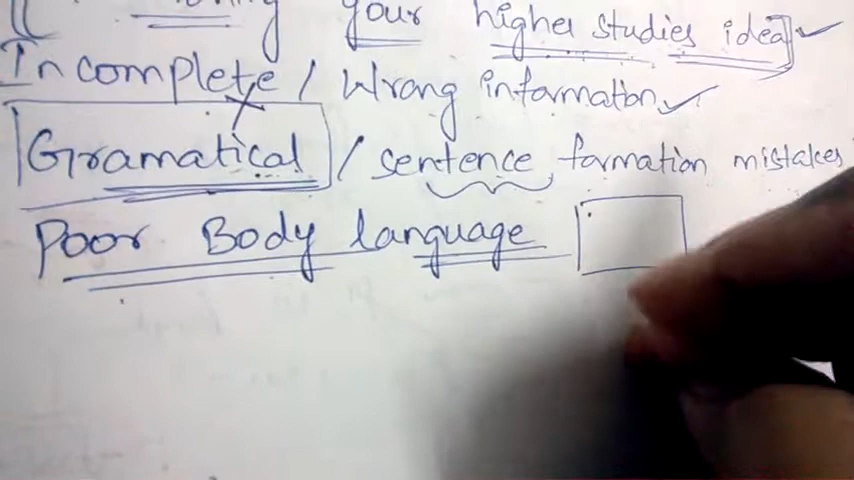 your higher studies idea
Incomplete / Wrong information
Gramatical / sentence formation mistakes
Poor Body language